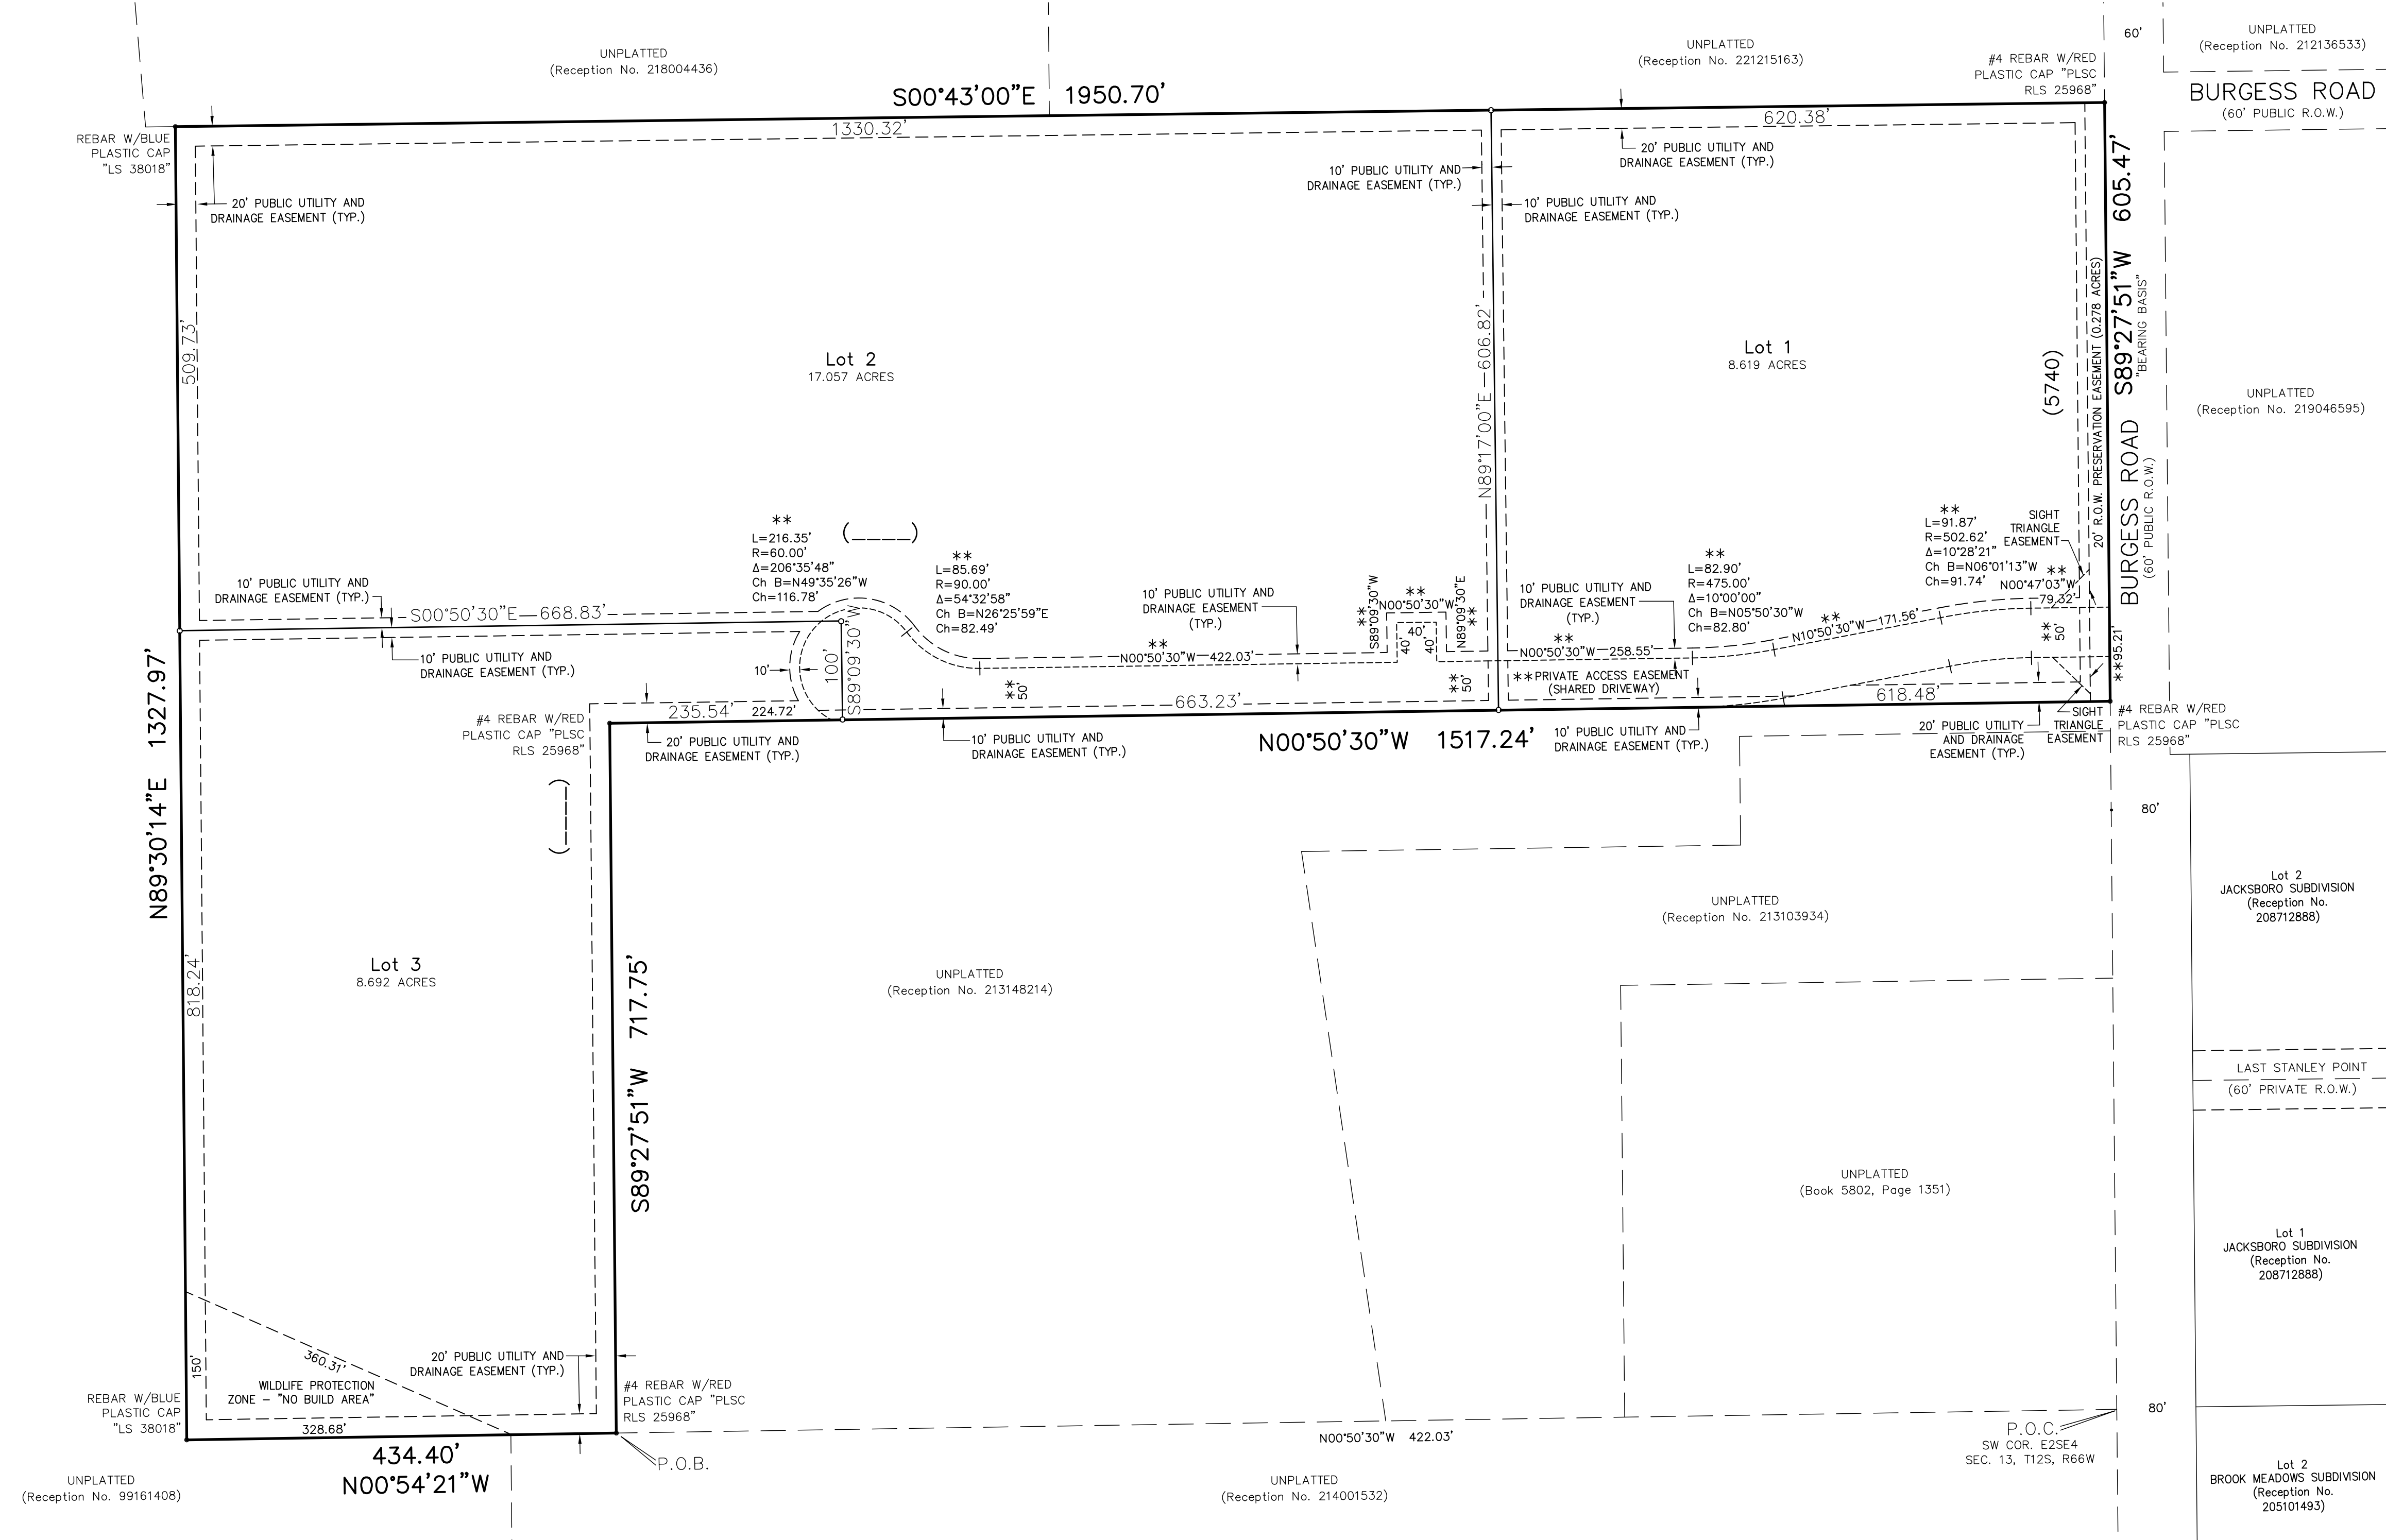 UNPLATTED
(Reception No. 218004436)
UNPLATTED
(Reception No. 221215163)
#4 REBAR W/RED
PLASTIC CAP "PLSC
RLS 25968"
60'
UNPLATTED
(Reception No. 212136533)
BURGESS ROAD
(60' PUBLIC R.O.W.)
S00°43'00"E 1950.70'
1330.32'
620.38'
REBAR W/BLUE
PLASTIC CAP
"LS 38018"
20' PUBLIC UTILITY AND
DRAINAGE EASEMENT (TYP.)
10' PUBLIC UTILITY AND
DRAINAGE EASEMENT (TYP.)
20' PUBLIC UTILITY AND
DRAINAGE EASEMENT (TYP.)
10' PUBLIC UTILITY AND
DRAINAGE EASEMENT (TYP.)
509.73'
Lot 2
17.057 ACRES
N89°17'00"E 606.82'
Lot 1
8.619 ACRES
(5740)
20' R.O.W. PRESERVATION EASEMENT (0.278 ACRES)
S89°27'51"W 605.47'
"BEARING BASIS"
BURGESS ROAD
(60' PUBLIC R.O.W.)
UNPLATTED
(Reception No. 219046595)
**
L=216.35'
R=60.00'
Δ=206°35'48"
Ch B=N49°35'26"W
Ch=116.78'
(____)
**
L=85.69'
R=90.00'
Δ=54°32'58"
Ch B=N26°25'59"E
Ch=82.49'
10' PUBLIC UTILITY AND
DRAINAGE EASEMENT
(TYP.)
**
N00°50'30"W 422.03'
**
S89°09'30"W
**
N00°50'30"W
N89°09'30"E
**
40'
40'
40'
10' PUBLIC UTILITY AND
DRAINAGE EASEMENT
(TYP.)
**
N00°50'30"W 258.55'
**
L=82.90'
R=475.00'
Δ=10°00'00"
Ch B=N05°50'30"W
Ch=82.80'
**
N10°50'30"W 171.56'
**
L=91.87'
R=502.62'
Δ=10°28'21"
Ch B=N06°01'13"W
Ch=91.74'
SIGHT
TRIANGLE
EASEMENT
**
N00°47'03"W
79.32'
**
50'
**95.21'
10' PUBLIC UTILITY AND
DRAINAGE EASEMENT (TYP.)
S00°50'30"E 668.83'
10' PUBLIC UTILITY AND
DRAINAGE EASEMENT (TYP.)
10'
100'
S89°09'30"W
**
50'
**
50'
**PRIVATE ACCESS EASEMENT
(SHARED DRIVEWAY)
235.54'
224.72'
663.23'
618.48'
#4 REBAR W/RED
PLASTIC CAP "PLSC
RLS 25968"
20' PUBLIC UTILITY AND
DRAINAGE EASEMENT (TYP.)
10' PUBLIC UTILITY AND
DRAINAGE EASEMENT (TYP.)
N00°50'30"W 1517.24'
10' PUBLIC UTILITY AND
DRAINAGE EASEMENT (TYP.)
20' PUBLIC UTILITY
AND DRAINAGE
EASEMENT (TYP.)
SIGHT
TRIANGLE
EASEMENT
#4 REBAR W/RED
PLASTIC CAP "PLSC
RLS 25968"
N89°30'14"E 1327.97'
(____)
80'
Lot 2
JACKSBORO SUBDIVISION
(Reception No.
208712888)
UNPLATTED
(Reception No. 213103934)
818.24'
Lot 3
8.692 ACRES
S89°27'51"W 717.75'
UNPLATTED
(Reception No. 213148214)
LAST STANLEY POINT
(60' PRIVATE R.O.W.)
UNPLATTED
(Book 5802, Page 1351)
Lot 1
JACKSBORO SUBDIVISION
(Reception No.
208712888)
150'
360.31'
WILDLIFE PROTECTION
ZONE - "NO BUILD AREA"
20' PUBLIC UTILITY AND
DRAINAGE EASEMENT (TYP.)
REBAR W/BLUE
PLASTIC CAP
"LS 38018"
#4 REBAR W/RED
PLASTIC CAP "PLSC
RLS 25968"
328.68'
434.40'
N00°54'21"W
P.O.B.
N00°50'30"W 422.03'
80'
P.O.C.
SW COR. E2SE4
SEC. 13, T12S, R66W
UNPLATTED
(Reception No. 99161408)
UNPLATTED
(Reception No. 214001532)
Lot 2
BROOK MEADOWS SUBDIVISION
(Reception No.
205101493)